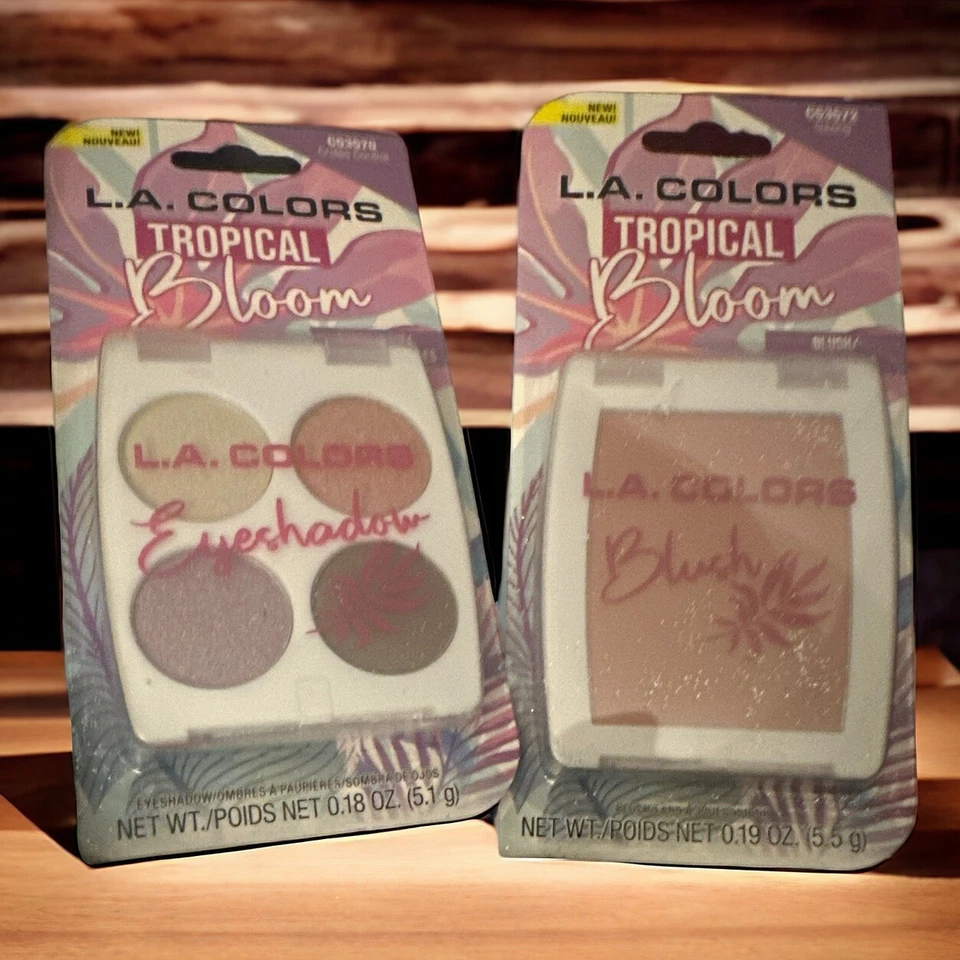 NEW!
NOUVEAU!
L.A. COLORS
TROPICAL
Bloom
L.A. COLORS
Eyeshadow
EYESHADOW/OMBRES À PAUPIÈRES/SOMBRA DE OJOS
NET WT./POIDS NET 0.18 OZ. (5.1 g)
NEW!
NOUVEAU!
L.A. COLORS
TROPICAL
Bloom
BLUSH/
L.A. COLORS
Blush
NET WT./POIDS NET 0.19 OZ. (5.5 g)